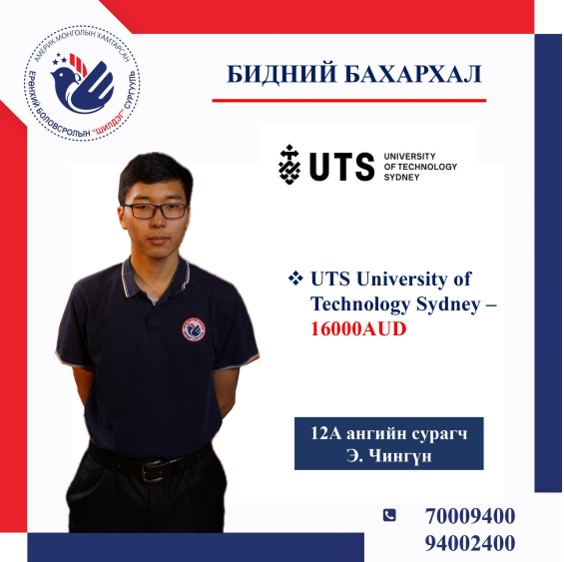 АМЕРИК МОНГОЛЫН ХАМТАРСАН
ЕРӨНХИЙ БОЛОВСРОЛЫН "ШИЛДЭГ" СУРГУУЛЬ
БИДНИЙ БАХАРХАЛ
UTS
UNIVERSITY
OF TECHNOLOGY
SYDNEY
❖ UTS University of
Technology Sydney –
16000AUD
12А ангийн сурагч
Э. Чингүн
70009400
94002400